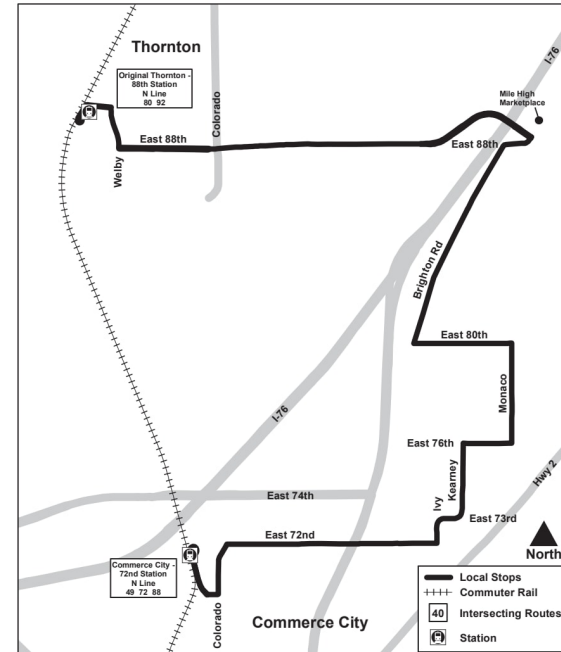 Thornton
I-76
Original Thornton -
88th Station
N Line
80 92
Colorado
Mile High
Marketplace
East 88th
East 88th
Welby
Brighton Rd
East 80th
Monaco
I-76
East 76th
Kearney
Hwy 2
East 74th
Ivy
East 73rd
East 72nd
North
Commerce City -
72nd Station
N Line
49 72 88
Colorado
Commerce City
Local Stops
Commuter Rail
40 Intersecting Routes
Station